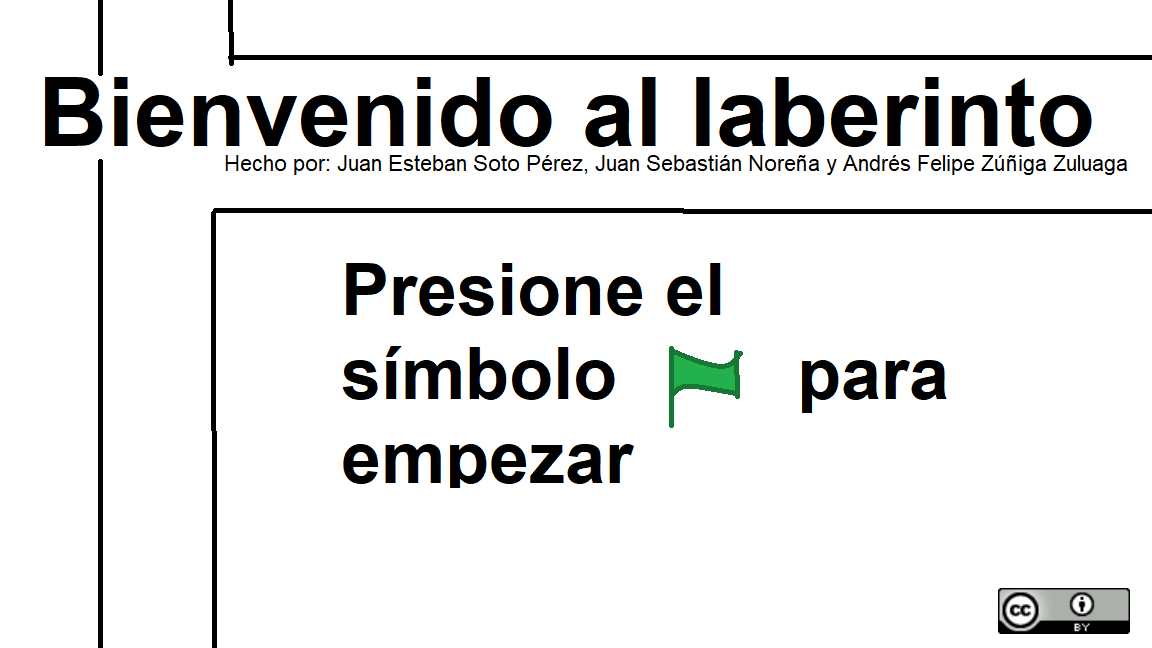 Bienvenido al laberinto
Hecho por: Juan Esteban Soto Pérez, Juan Sebastián Noreña y Andrés Felipe Zúñiga Zuluaga
Presione el
símbolo para
empezar
cc
BY